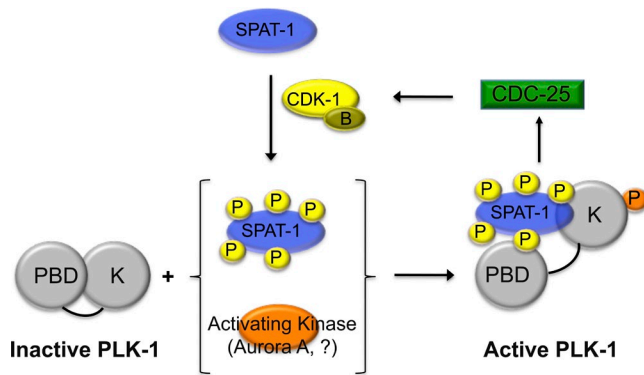 SPAT-1
CDK-1
B
CDC-25
P
P
P
SPAT-1
P
P
PBD
K
+
Activating Kinase
(Aurora A, ?)
Inactive PLK-1
P
P
P
P
SPAT-1
K
P
P
PBD
Active PLK-1